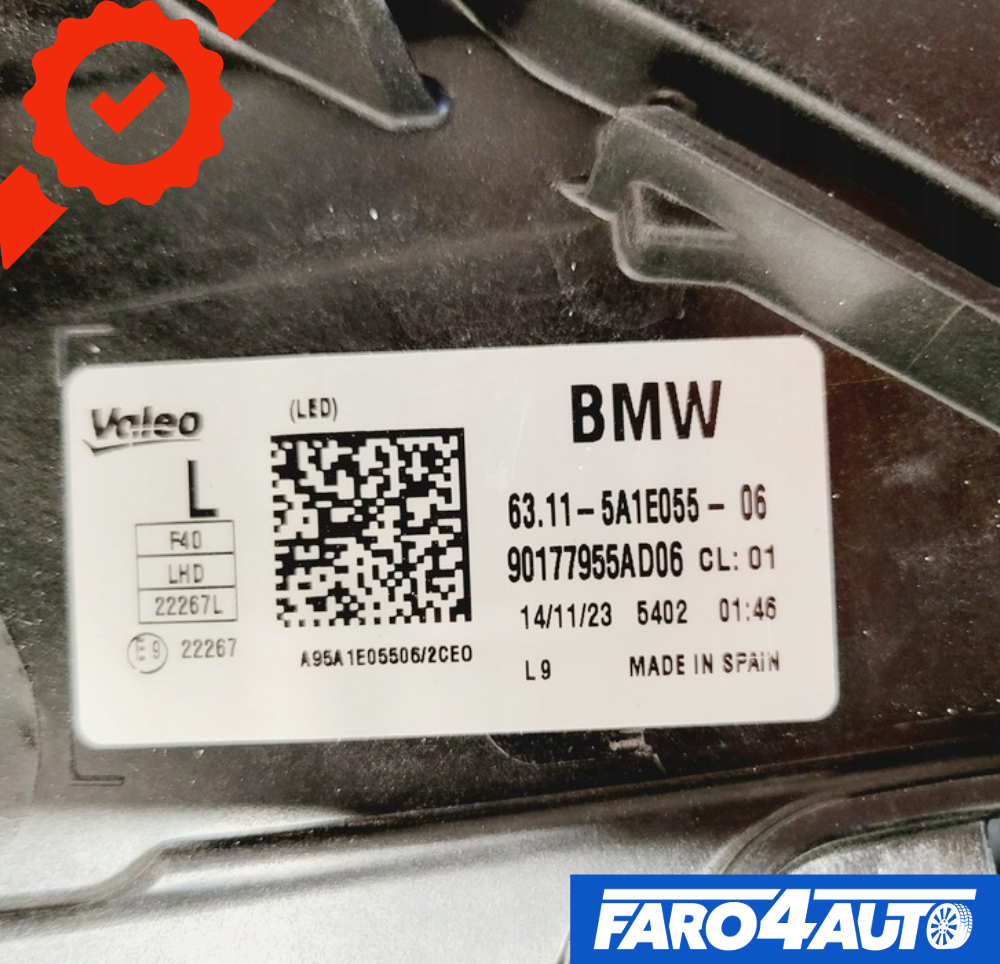 Valeo
(LED)
BMW
L
F40
LHD
22267L
E9 22267
A95A1E05506/2CE0
63.11-5A1E055-06
90177955AD06 CL: 01
14/11/23 5402 01:46
L9 MADE IN SPAIN
FARO4AUTO